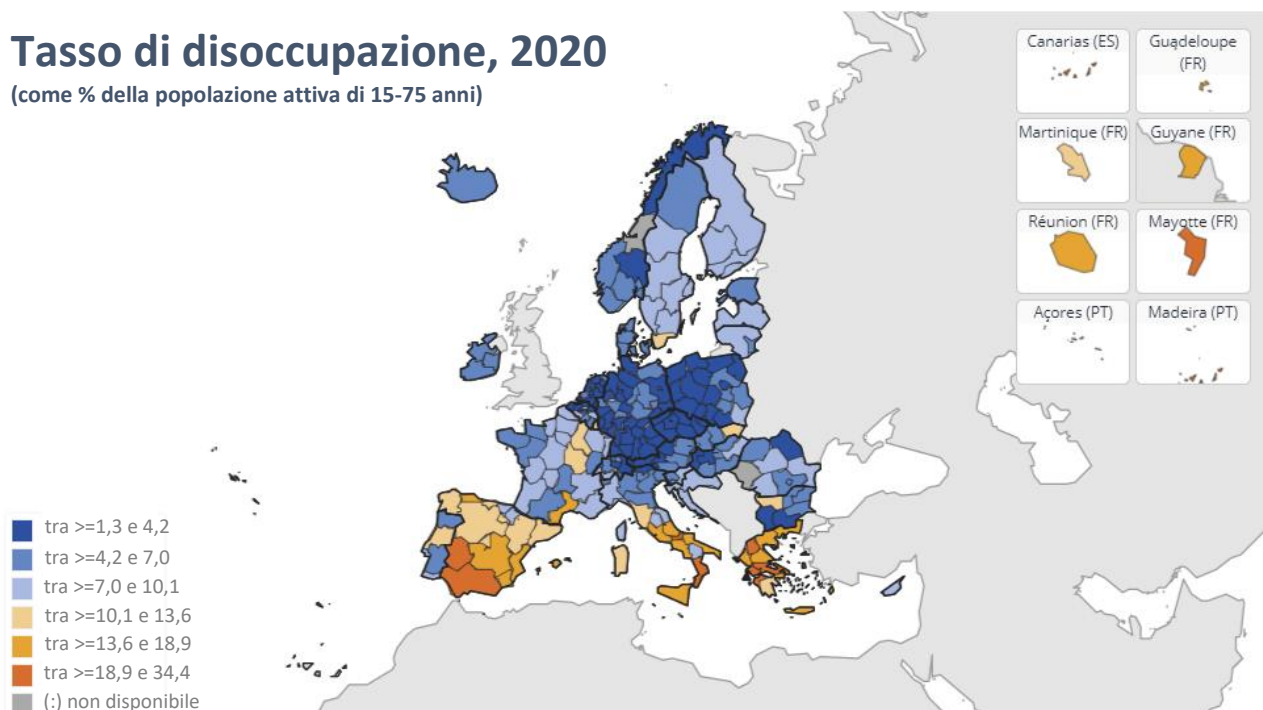 Tasso di disoccupazione, 2020
(come % della popolazione attiva di 15-75 anni)
Canarias (ES)
Guadeloupe
(FR)
Martinique (FR)
Guyane (FR)
Réunion (FR)
Mayotte (FR)
Açores (PT)
Madeira (PT)
tra >=1,3 e 4,2
tra >=4,2 e 7,0
tra >=7,0 e 10,1
tra >=10,1 e 13,6
tra >=13,6 e 18,9
tra >=18,9 e 34,4
(:) non disponibile